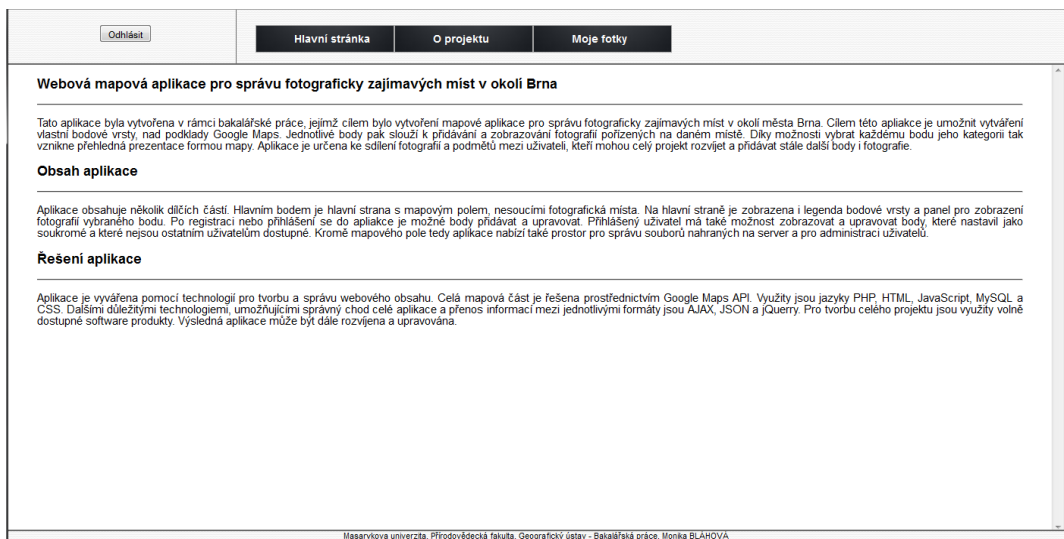 Odhlásit
Hlavní stránka
O projektu
Moje fotky
Webová mapová aplikace pro správu fotograficky zajímavých míst v okolí Brna
Tato aplikace byla vytvořena v rámci bakalářské práce, jejímž cílem bylo vytvoření mapové aplikace pro správu fotograficky zajímavých míst v okolí města Brna. Cílem této apliakce je umožnit vytváření
vlastní bodové vrsty, nad podklady Google Maps. Jednotlivé body pak slouží k přidávání a zobrazování fotografií pořízených na daném místě. Díky možnosti vybrat každému bodu jeho kategorii tak
vznikne přehledná prezentace formou mapy. Aplikace je určena ke sdílení fotografií a podmětů mezi uživateli, kteří mohou celý projekt rozvíjet a přidávat stále další body i fotografie.
Obsah aplikace
Aplikace obsahuje několik dílčích částí. Hlavním bodem je hlavní strana s mapovým polem, nesoucími fotografická místa. Na hlavní straně je zobrazena i legenda bodové vrsty a panel pro zobrazení
fotografií vybraného bodu. Po registraci nebo přihlášení se do apliakce je možné body přidávat a upravovat. Přihlášený uživatel má také možnost zobrazovat a upravovat body, které nastavil jako
soukromé a které nejsou ostatním uživatelům dostupné. Kromě mapového pole tedy aplikace nabízí také prostor pro správu souborů nahraných na server a pro administraci uživatelů.
Řešení aplikace
Aplikace je vyvářena pomocí technologií pro tvorbu a správu webového obsahu. Celá mapová část je řešena prostřednictvím Google Maps API. Využity jsou jazyky PHP, HTML, JavaScript, MySQL a
CSS. Dalšími důležitými technologiemi, umožňujícími správný chod celé aplikace a přenos informací mezi jednotlivými formáty jsou AJAX, JSON a jQuerry. Pro tvorbu celého projektu jsou využity volně
dostupné software produkty. Výsledná aplikace může být dále rozvíjena a upravována.
Masarykova univerzita, Přírodovědecká fakulta, Geografický ústav - Bakalářská práce, Monika BLÁHOVÁ